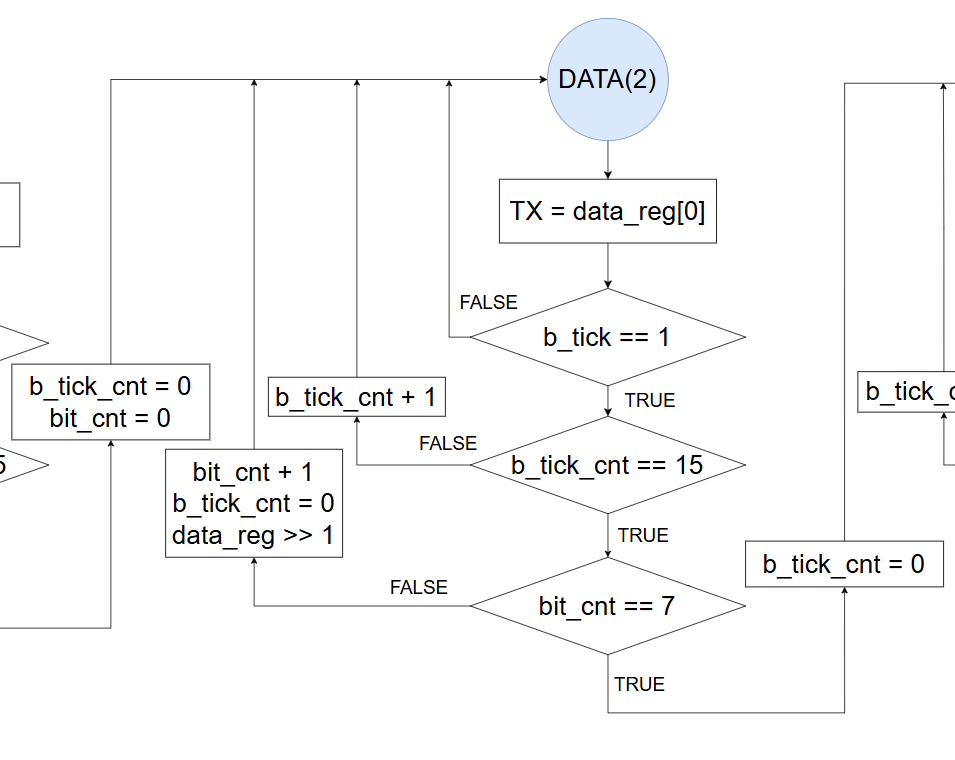 DATA(2)
TX = data_reg[0]
FALSE
b_tick == 1
b_tick_cnt = 0
bit_cnt = 0
b_tick_cnt + 1
TRUE
FALSE
b_tick_cnt == 15
bit_cnt + 1
b_tick_cnt = 0
data_reg >> 1
TRUE
b_tick_cnt = 0
FALSE
bit_cnt == 7
TRUE